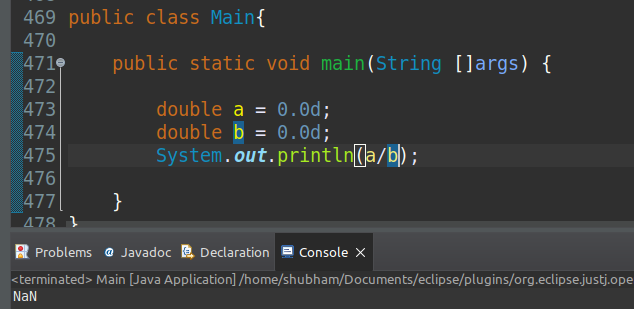 469 public class Main{
470
471 public static void main(String []args) {
472
473 double a = 0.0d;
474 double b = 0.0d;
475 System.out.println(a/b);
476
477 }
478 }
Problems @ Javadoc Declaration Console
<terminated> Main [Java Application] /home/shubham/Documents/eclipse/plugins/org.eclipse.justj.ope
NaN